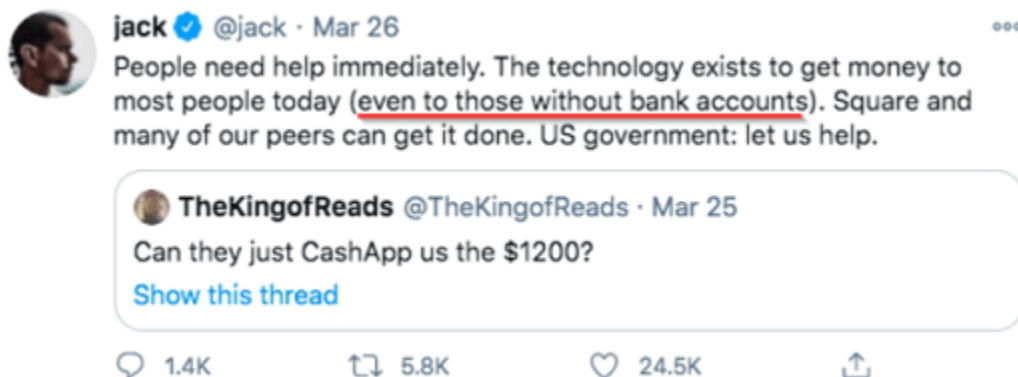 jack @jack · Mar 26
People need help immediately. The technology exists to get money to
most people today (even to those without bank accounts). Square and
many of our peers can get it done. US government: let us help.
TheKingofReads @TheKingofReads · Mar 25
Can they just CashApp us the $1200?
Show this thread
1.4K 5.8K 24.5K